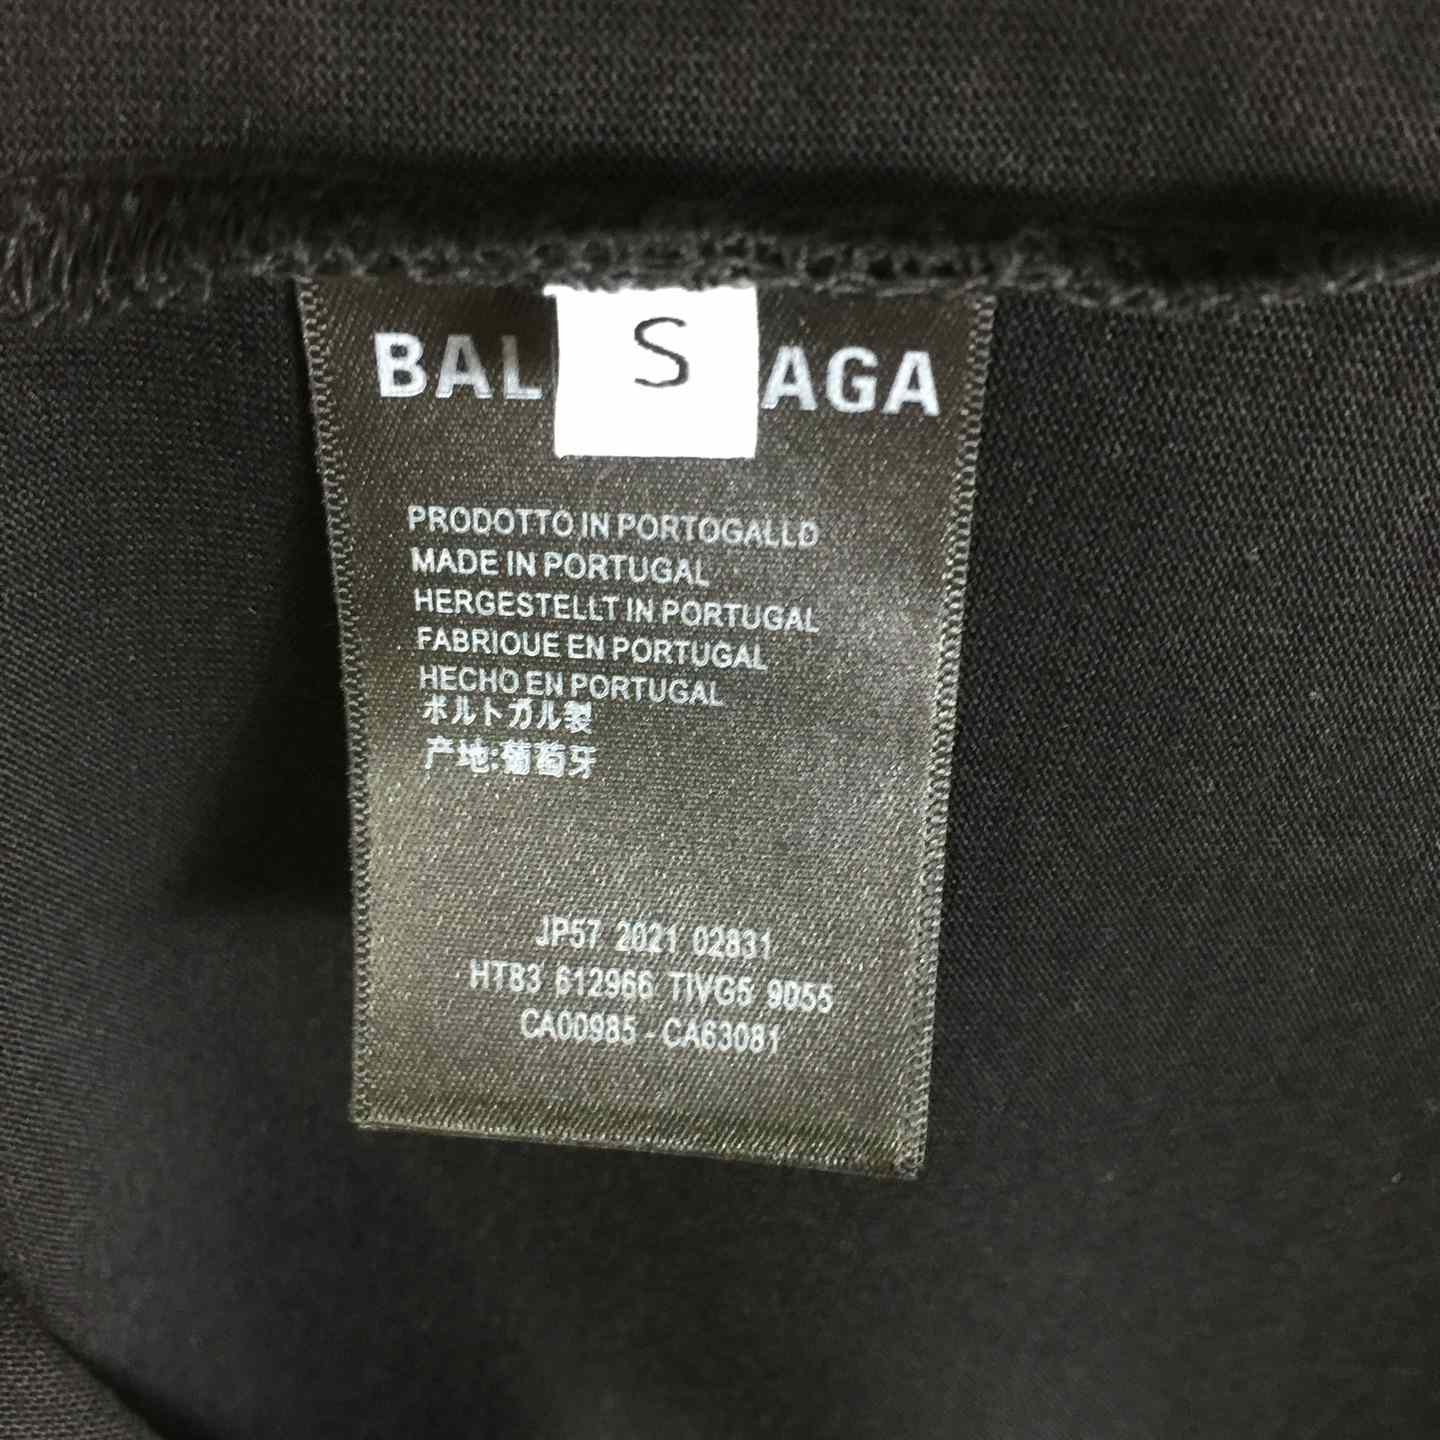 BAL S AGA
PRODOTTO IN PORTOGALLO
MADE IN PORTUGAL
HERGESTELLT IN PORTUGAL
FABRIOUE EN PORTUGAL
HECHO EN PORTUGAL
ポルトガル製
产地:葡萄牙
JP57 2021 02831
HT83 612966 TIVG5 9055
CA00985 - CA63081